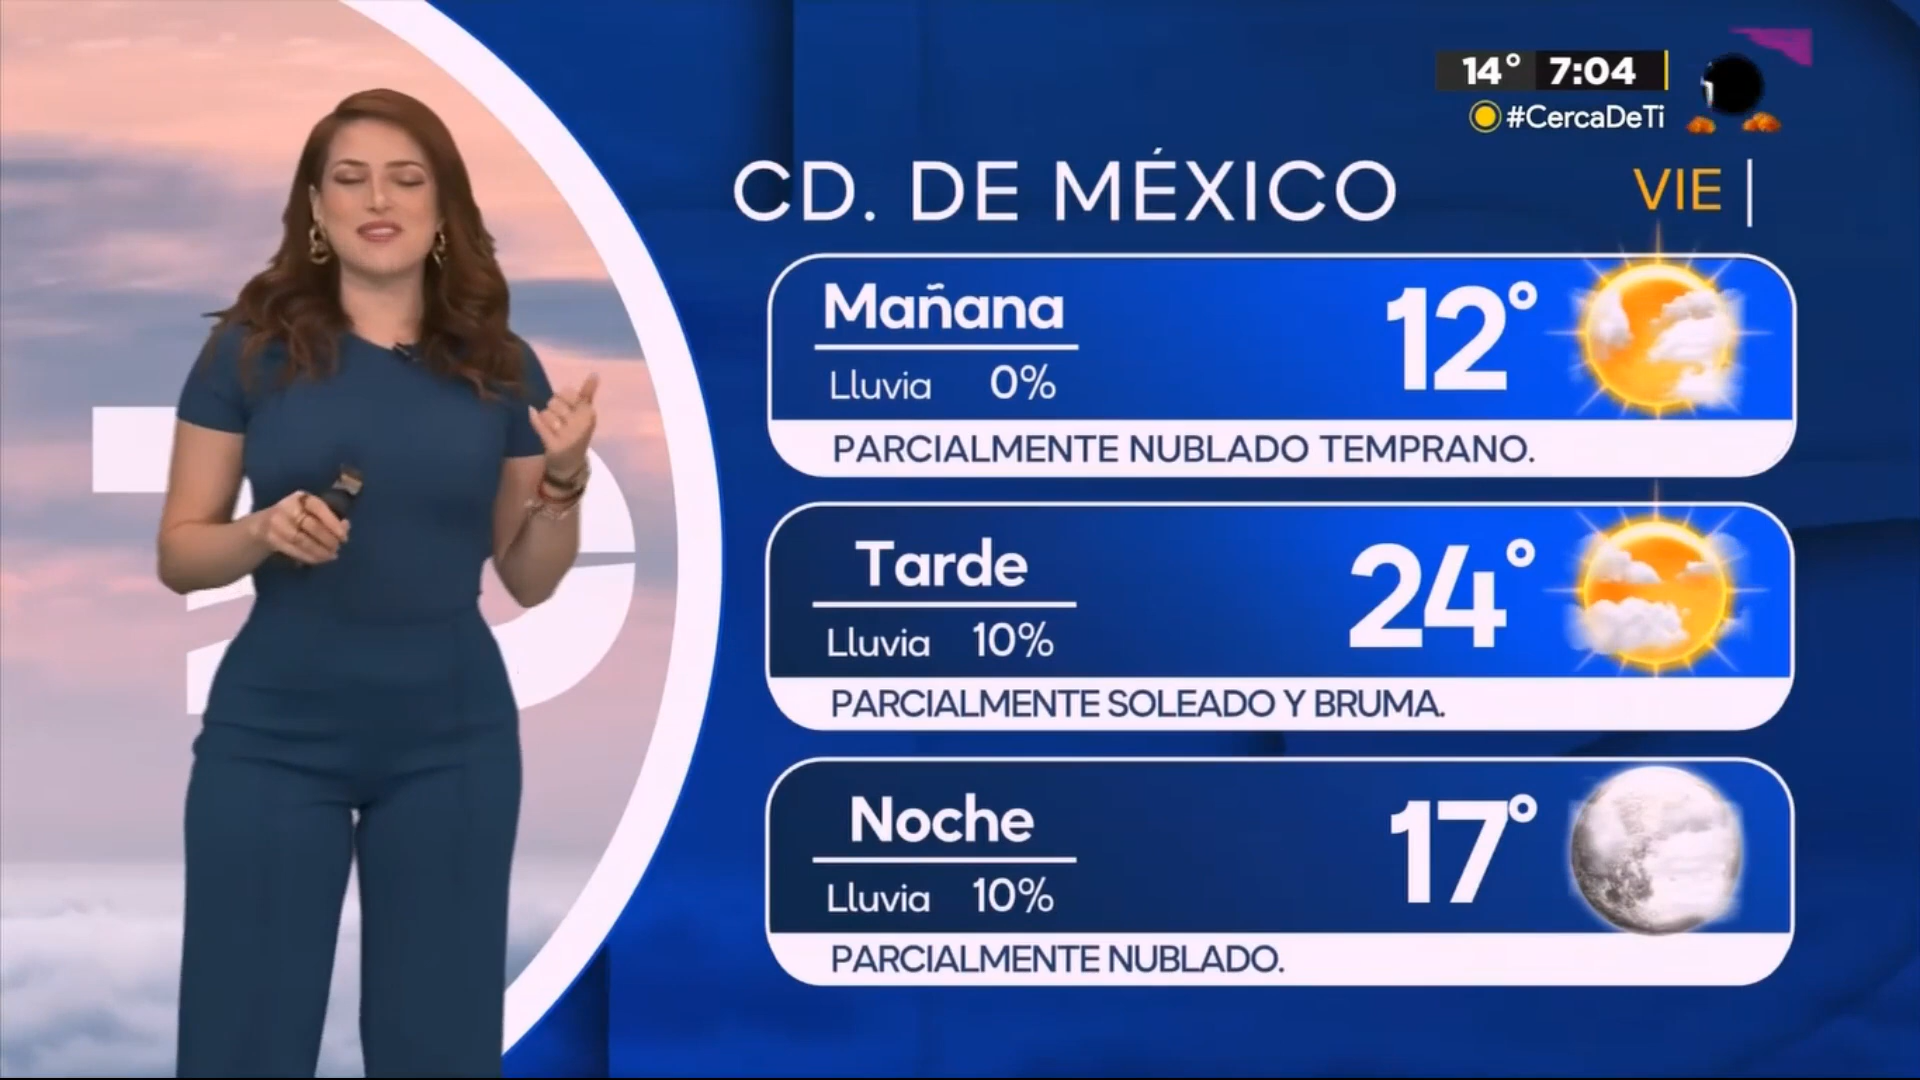 14° 7:04
#CercaDeTi
CD. DE MÉXICO VIE
Mañana 12°
Lluvia 0%
PARCIALMENTE NUBLADO TEMPRANO.
Tarde 24°
Lluvia 10%
PARCIALMENTE SOLEADO Y BRUMA.
Noche 17°
Lluvia 10%
PARCIALMENTE NUBLADO.